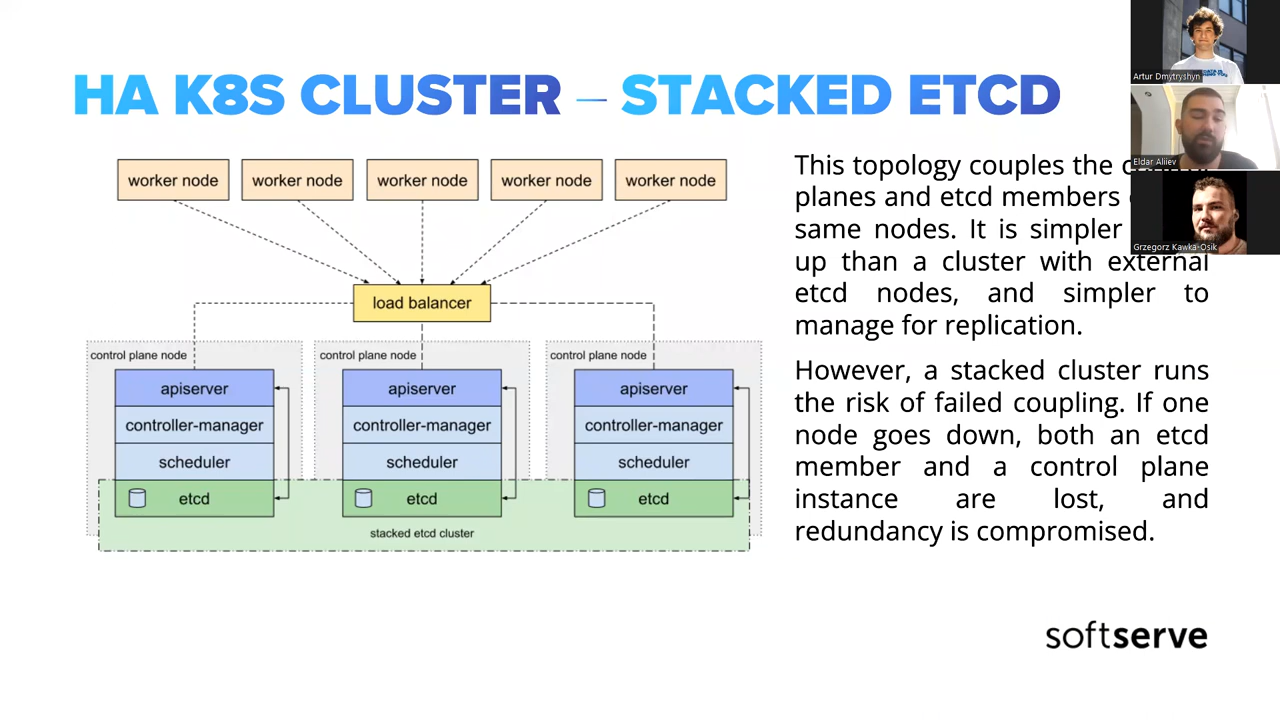 HA K8S CLUSTER – STACKED ETCD
worker node
worker node
worker node
worker node
worker node
load balancer
control plane node
control plane node
control plane node
apiserver
controller-manager
scheduler
etcd
apiserver
controller-manager
scheduler
etcd
apiserver
controller-manager
scheduler
etcd
stacked etcd cluster
This topology couples the
planes and etcd members
same nodes. It is simpler
up than a cluster with external
etcd nodes, and simpler to
manage for replication.
However, a stacked cluster runs
the risk of failed coupling. If one
node goes down, both an etcd
member and a control plane
instance are lost, and
redundancy is compromised.
softserve
Artur Dmytryshyn
Eldar Aliiev
Grzegorz Kawka-Osik